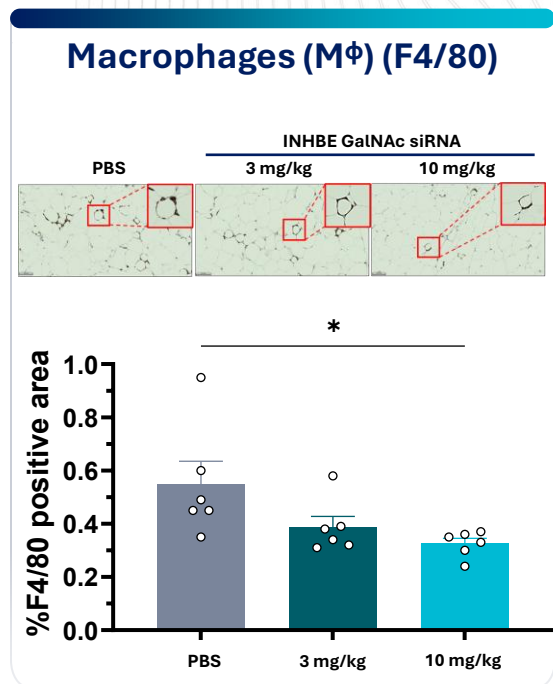 Macrophages (Mᶲ) (F4/80)
INHBE GalNAc siRNA
PBS
3 mg/kg
10 mg/kg
*
%F4/80 positive area
1.0
0.8
0.6
0.4
0.2
0.0
PBS
3 mg/kg
10 mg/kg